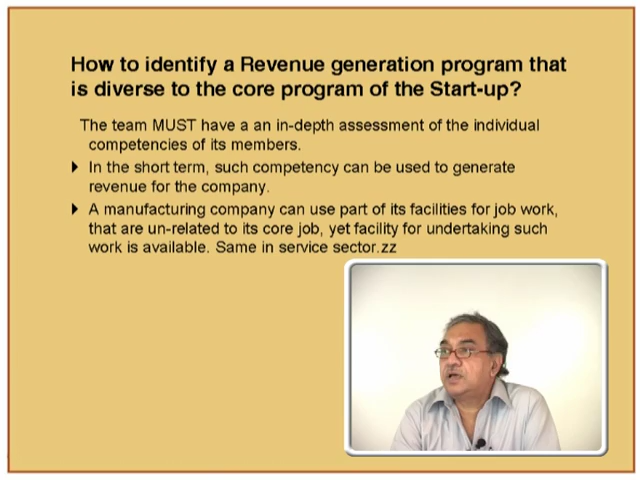 How to identify a Revenue generation program that
is diverse to the core program of the Start-up?
The team MUST have a an in-depth assessment of the individual
competencies of its members.
In the short term, such competency can be used to generate
revenue for the company.
A manufacturing company can use part of its facilities for job work,
that are un-related to its core job, yet facility for undertaking such
work is available. Same in service sector.zz